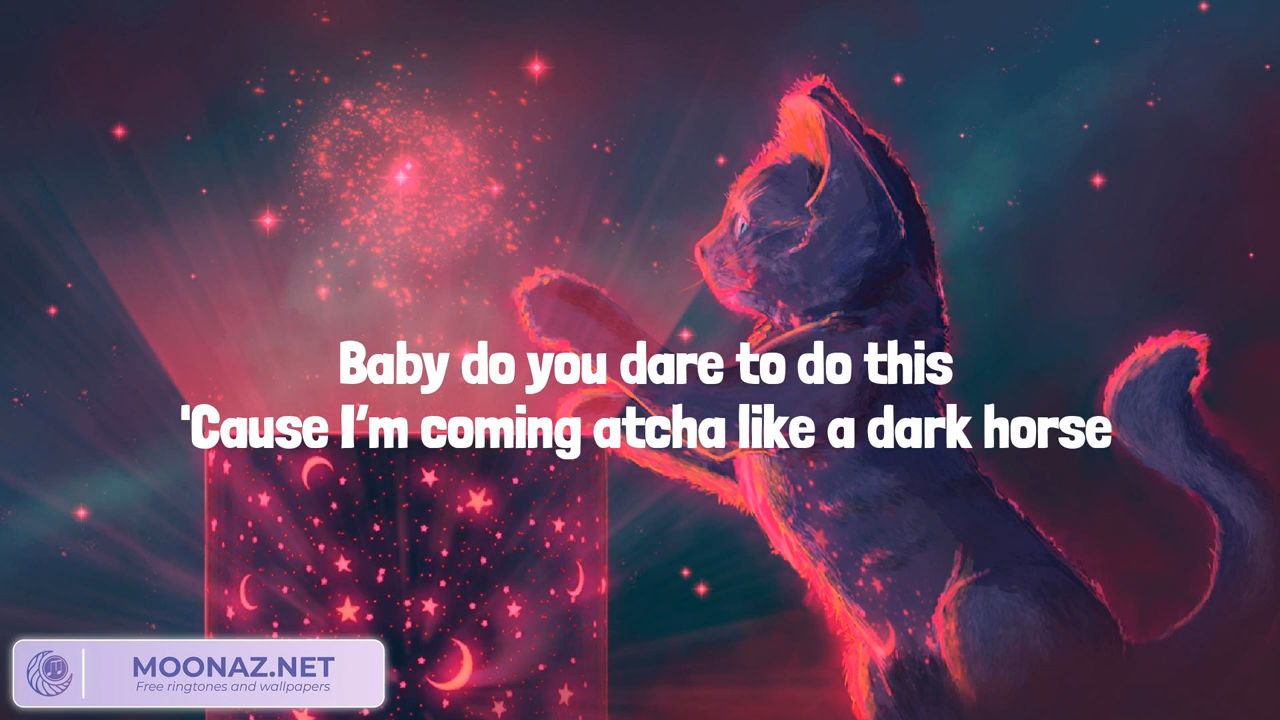 Baby do you dare to do this
'Cause I'm coming atcha like a dark horse
MOONAZ.NET
Free ringtones and wallpapers